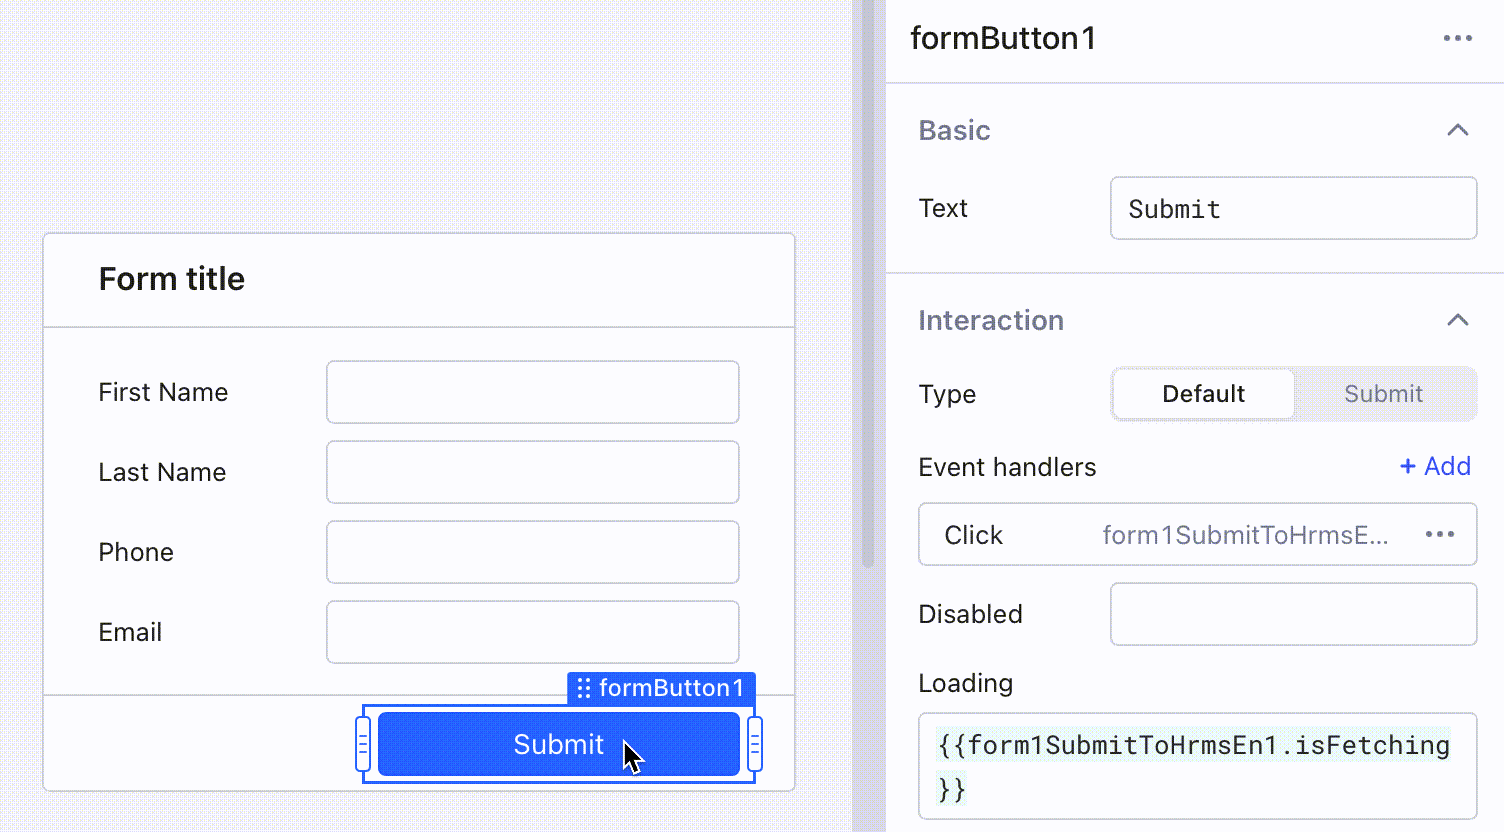 formButton1
Basic
Text
Submit
Form title
Interaction
First Name
Type
Default
Submit
Last Name
Event handlers
+ Add
Phone
Click
form1SubmitToHrmsE...
Email
Disabled
formButton1
Loading
Submit
{{form1SubmitToHrmsEn1.isFetching
}}